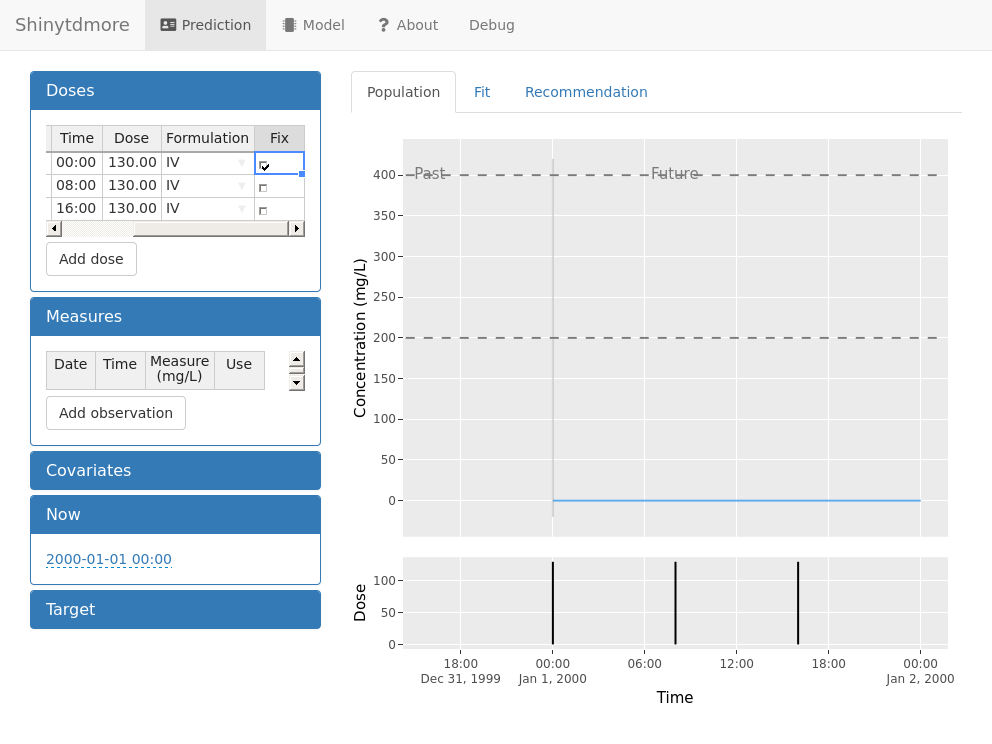 Shinytdmore Prediction Model ? About Debug
Doses
Time Dose Formulation Fix
00:00 130.00 IV
08:00 130.00 IV
16:00 130.00 IV
Add dose
Measures
Date Time Measure (mg/L) Use
Add observation
Covariates
Now
2000-01-01 00:00
Target
Population Fit Recommendation
Past Future
Concentration (mg/L)
400
350
300
250
200
150
100
50
0
Dose
100
50
0
18:00 00:00 06:00 12:00 18:00 00:00
Dec 31, 1999 Jan 1, 2000 Jan 2, 2000
Time